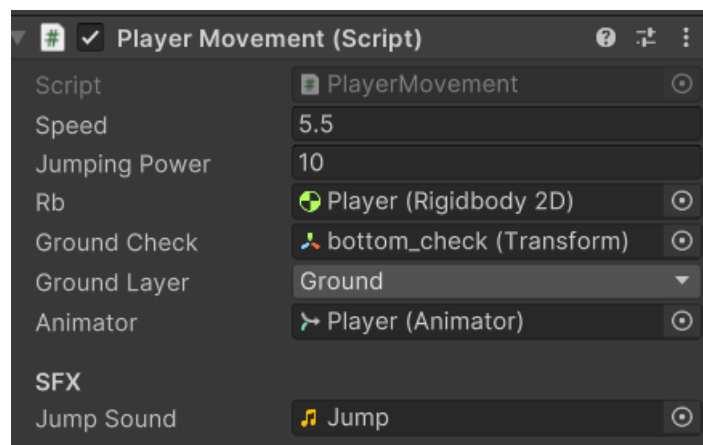 # Player Movement (Script)
Script # PlayerMovement
Speed 5.5
Jumping Power 10
Rb Player (Rigidbody 2D)
Ground Check bottom_check (Transform)
Ground Layer Ground
Animator Player (Animator)
SFX
Jump Sound Jump